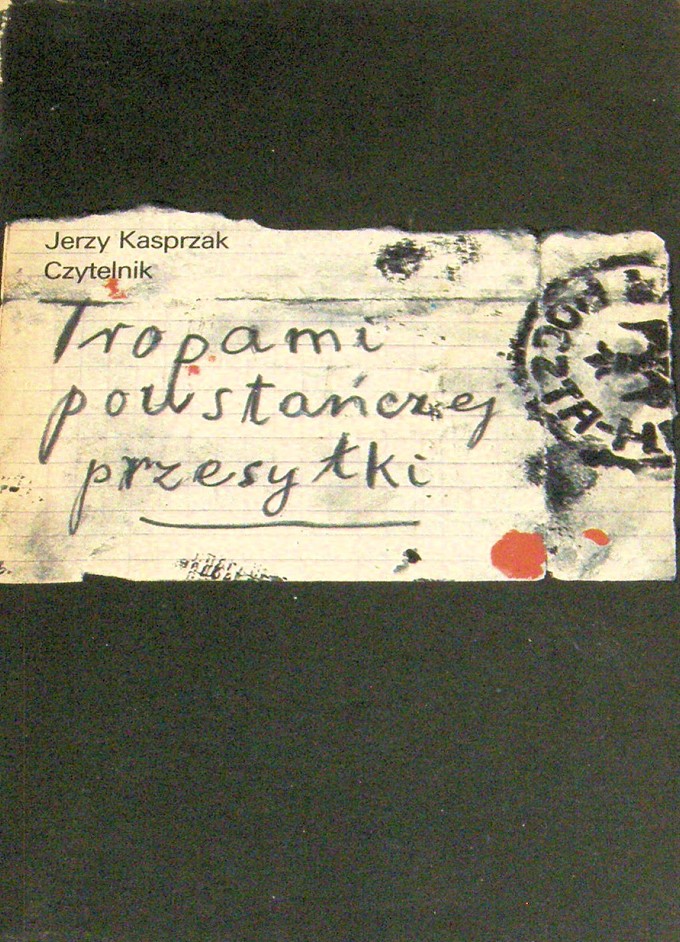 Jerzy Kasprzak
Czytelnik
Tropami
powstańczej
przesyłki